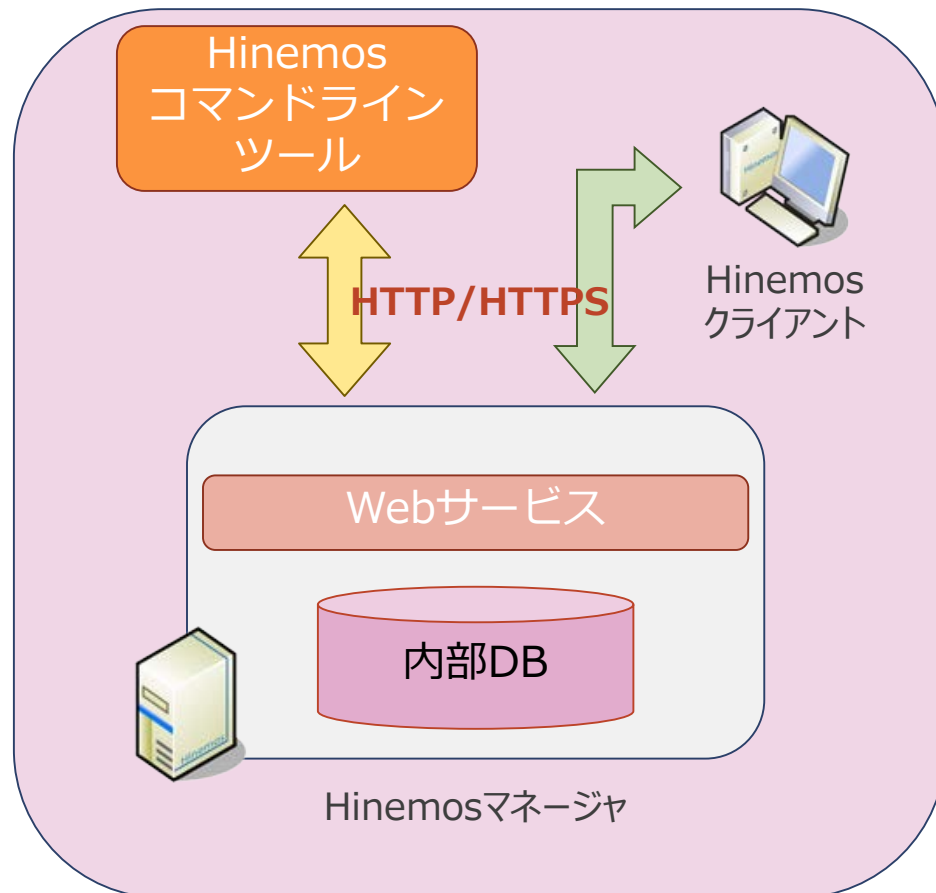 Hinemos
コマンドライン
ツール
HTTP/HTTPS
Hinemos
Hinemos
クライアント
Webサービス
内部DB
Hinemos
Hinemosマネージャ